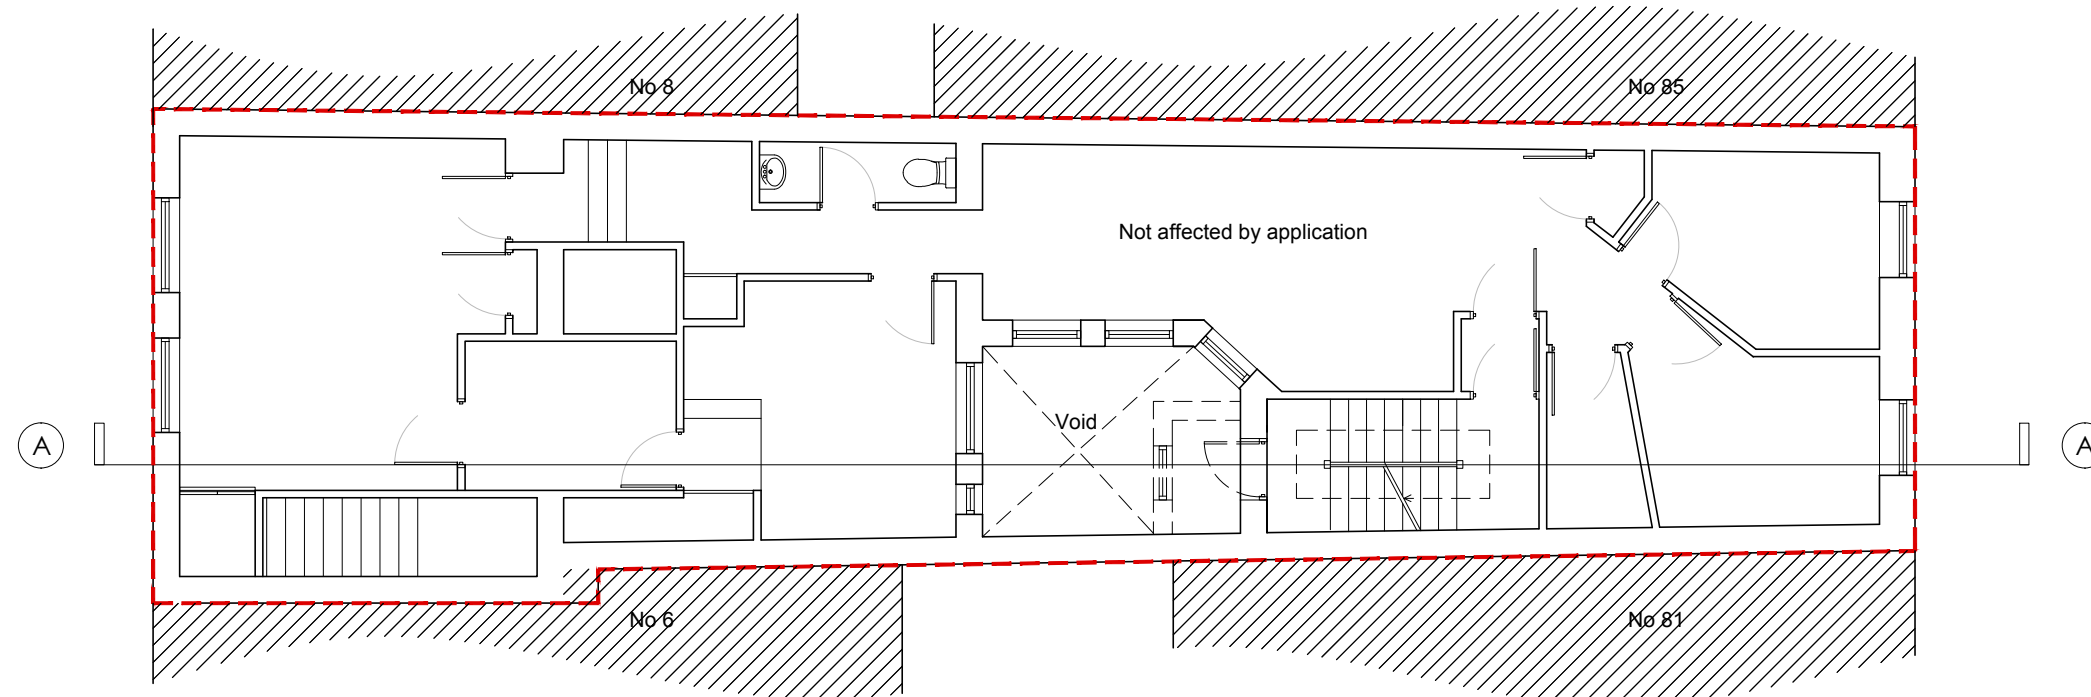 No 8
No 85
Not affected by application
Void
A
A
No 6
No 81